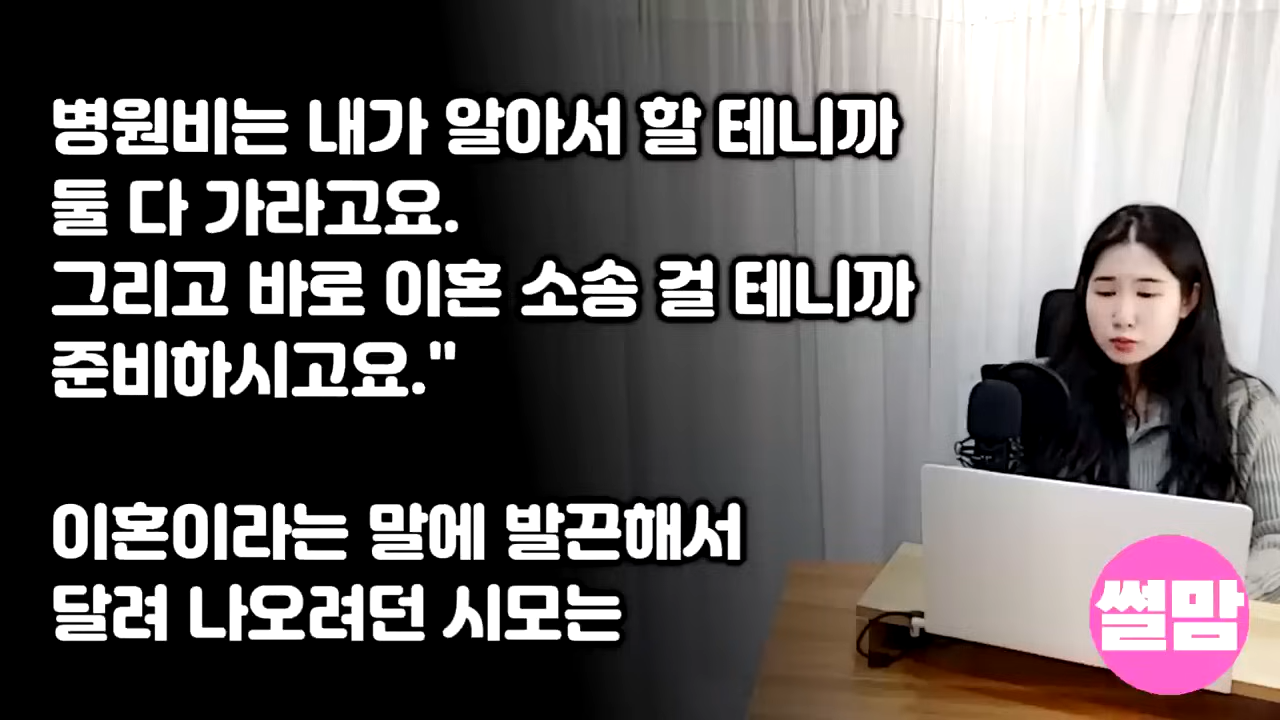 병원비는 내가 알아서 할 테니까
둘 다 가라고요.
그리고 바로 이혼 소송 걸 테니까
준비하시고요."
이혼이라는 말에 발끈해서
달려 나오려던 시모는
썰맘